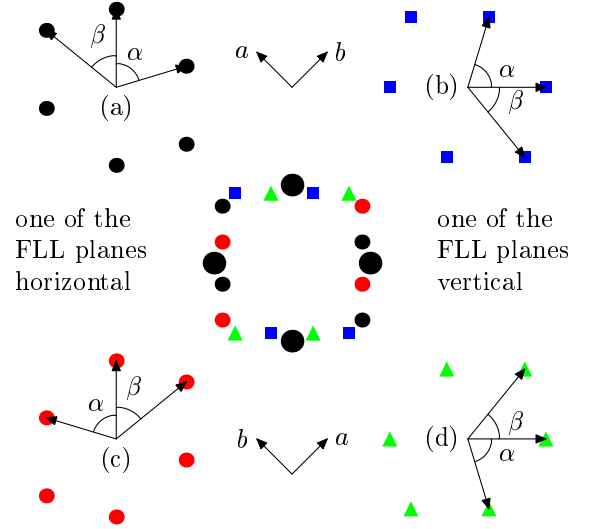 β α a b α
(a) (b) β
one of the
FLL planes
horizontal
one of the
FLL planes
vertical
α β b a β
(c) (d) α